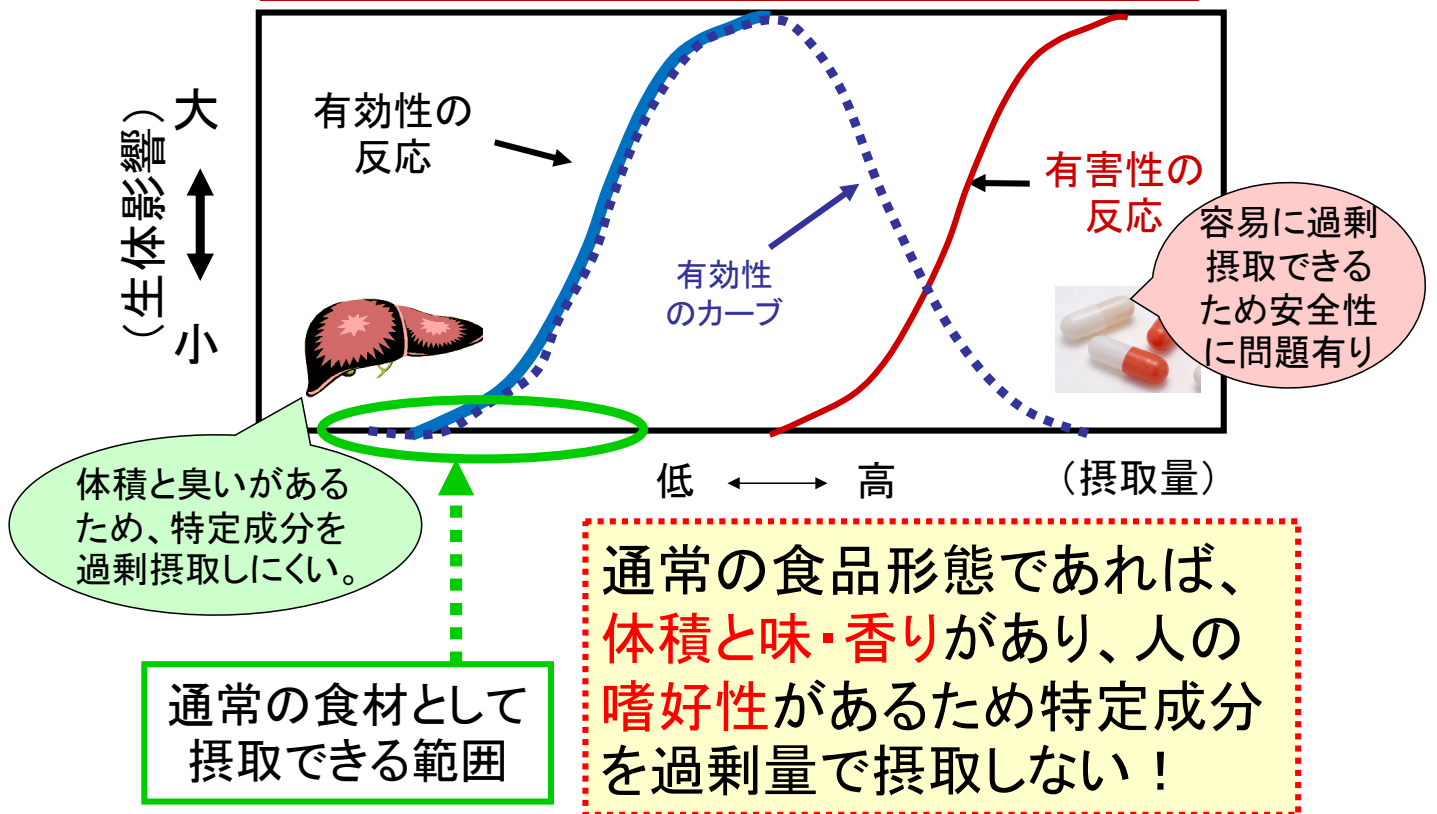 有効性の
反応
大
(生体影響)
小
有害性の
反応
容易に過剰
摂取できる
ため安全性
に問題有り
有効性
のカーブ
体積と臭いがある
ため、特定成分を
過剰摂取しにくい。
低 ←→ 高
(摂取量)
通常の食材として
摂取できる範囲
通常の食品形態であれば、
体積と味・香りがあり、人の
嗜好性があるため特定成分
を過剰量で摂取しない！